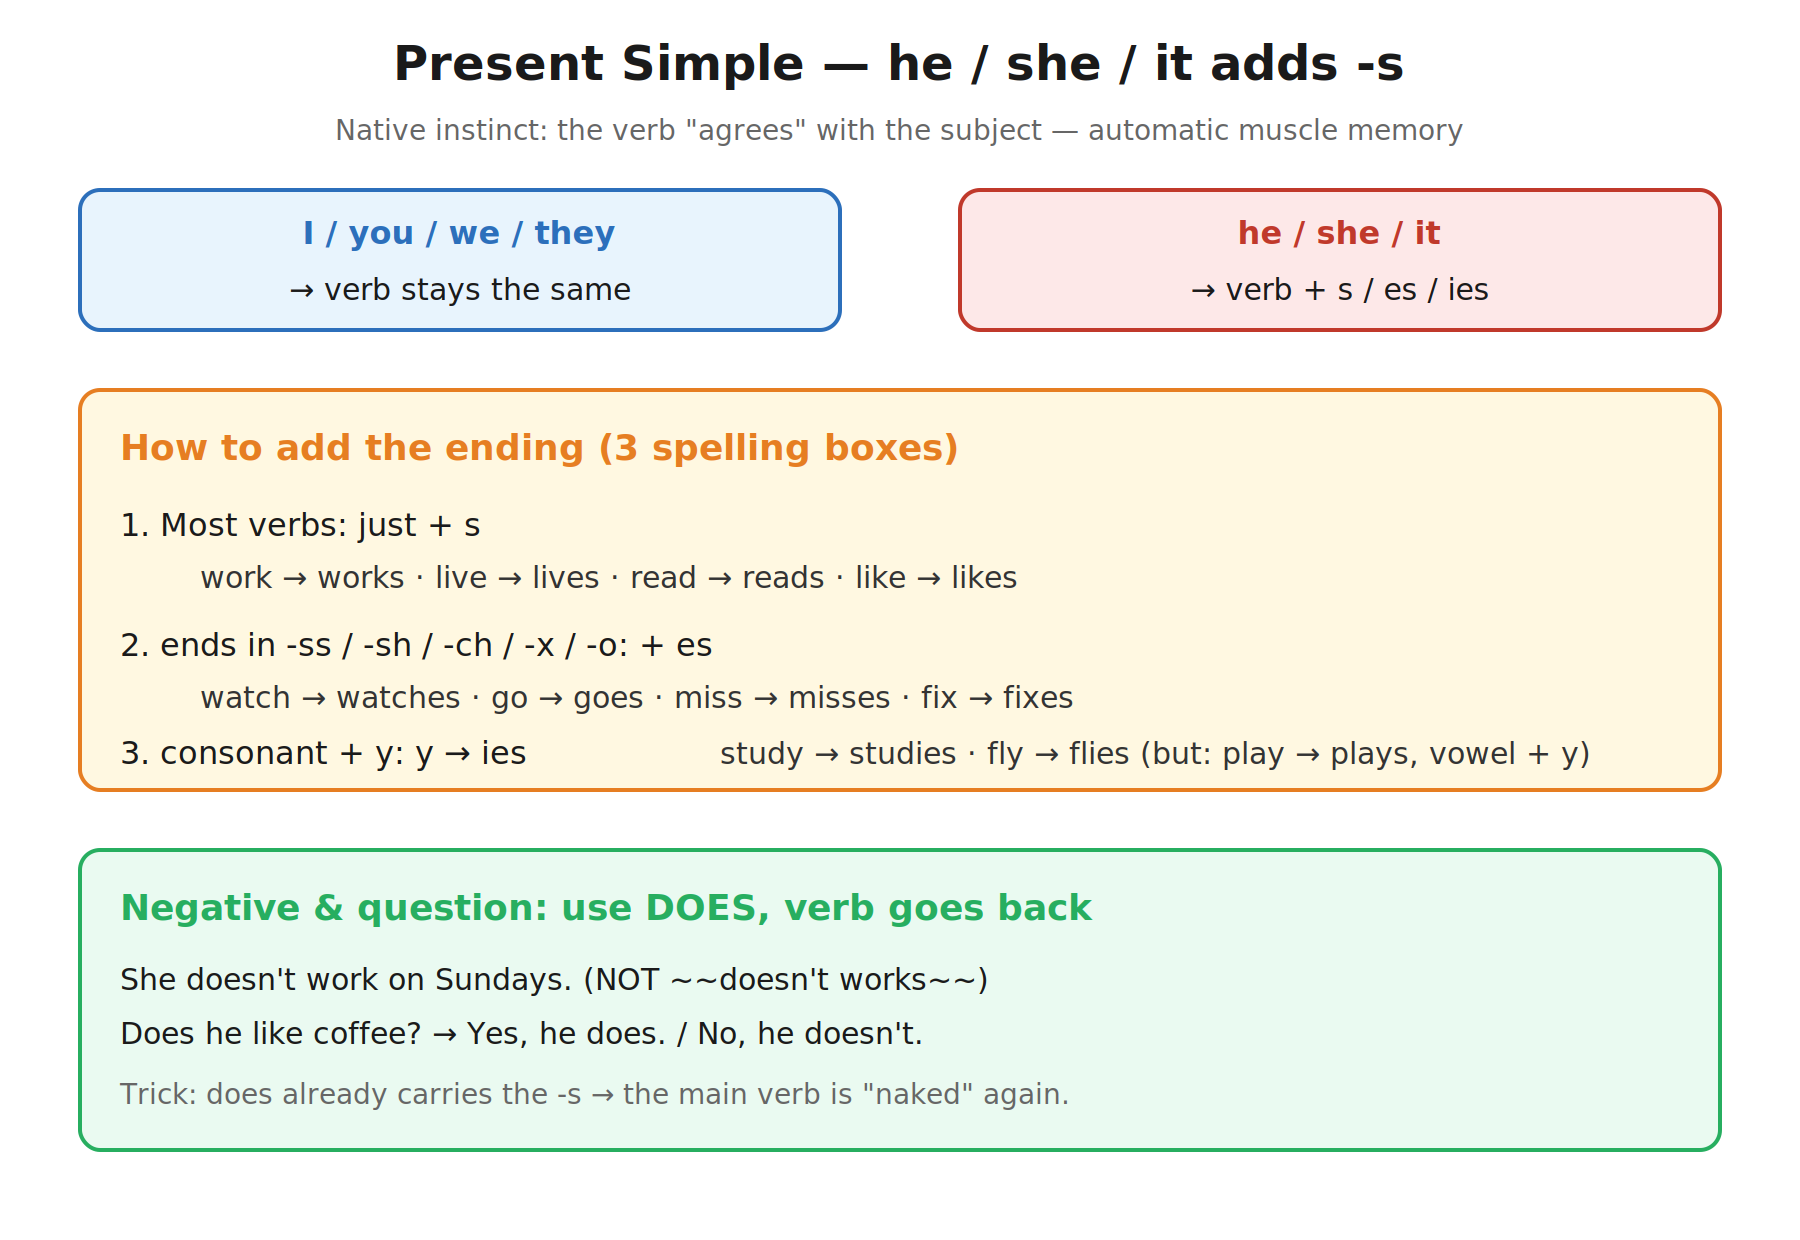 Present Simple — he / she / it adds -s
Native instinct: the verb "agrees" with the subject — automatic muscle memory
I / you / we / they
→ verb stays the same
he / she / it
→ verb + s / es / ies
How to add the ending (3 spelling boxes)
1. Most verbs: just + s
work → works · live → lives · read → reads · like → likes
2. ends in -ss / -sh / -ch / -x / -o: + es
watch → watches · go → goes · miss → misses · fix → fixes
3. consonant + y: y → ies study → studies · fly → flies (but: play → plays, vowel + y)
Negative & question: use DOES, verb goes back
She doesn't work on Sundays. (NOT ~~doesn't works~~)
Does he like coffee? → Yes, he does. / No, he doesn't.
Trick: does already carries the -s → the main verb is "naked" again.